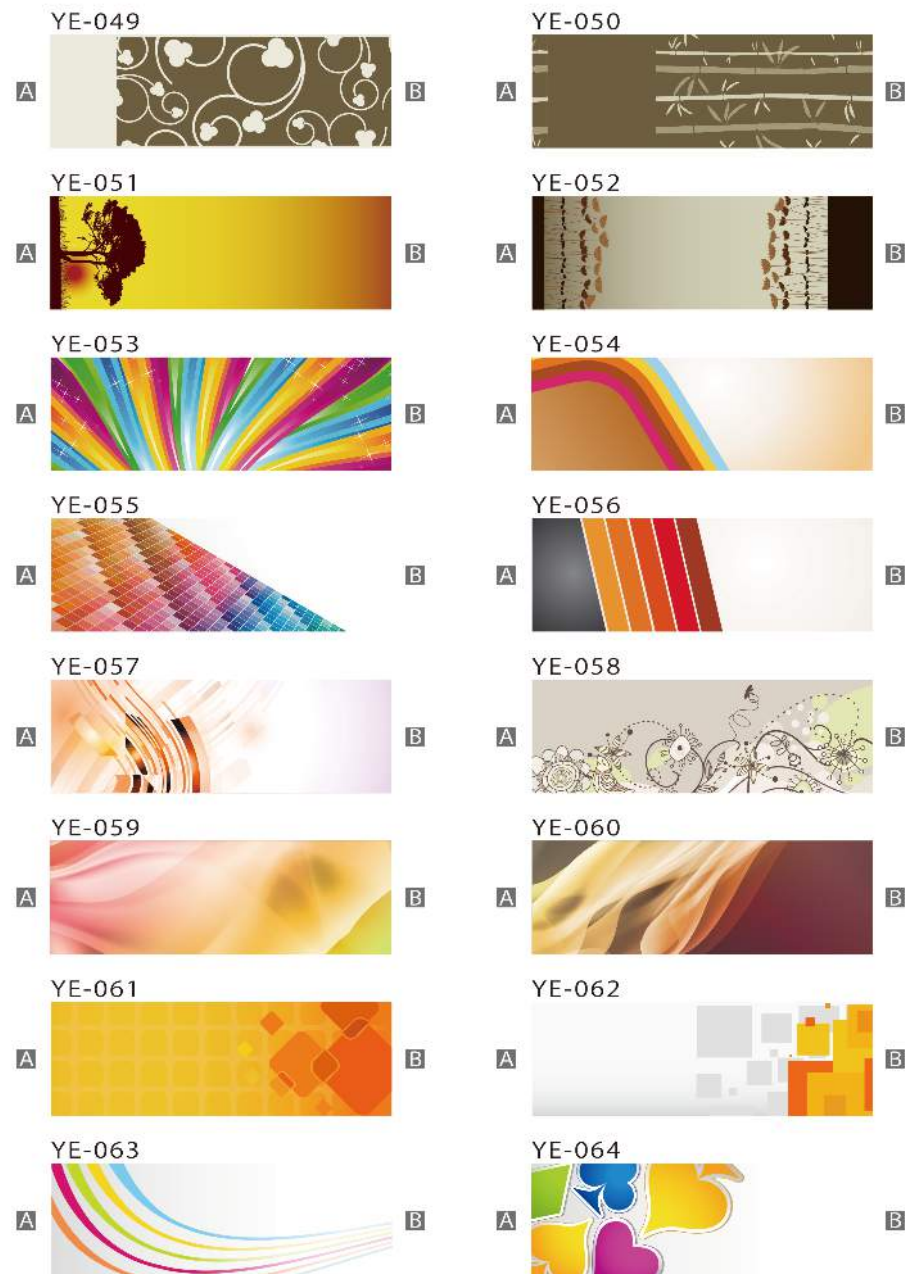 YE-049 YE-050
A B A B
YE-051 YE-052
A B A B
YE-053 YE-054
A B A B
YE-055 YE-056
A B A B
YE-057 YE-058
A B A B
YE-059 YE-060
A B A B
YE-061 YE-062
A B A B
YE-063 YE-064
A B A B